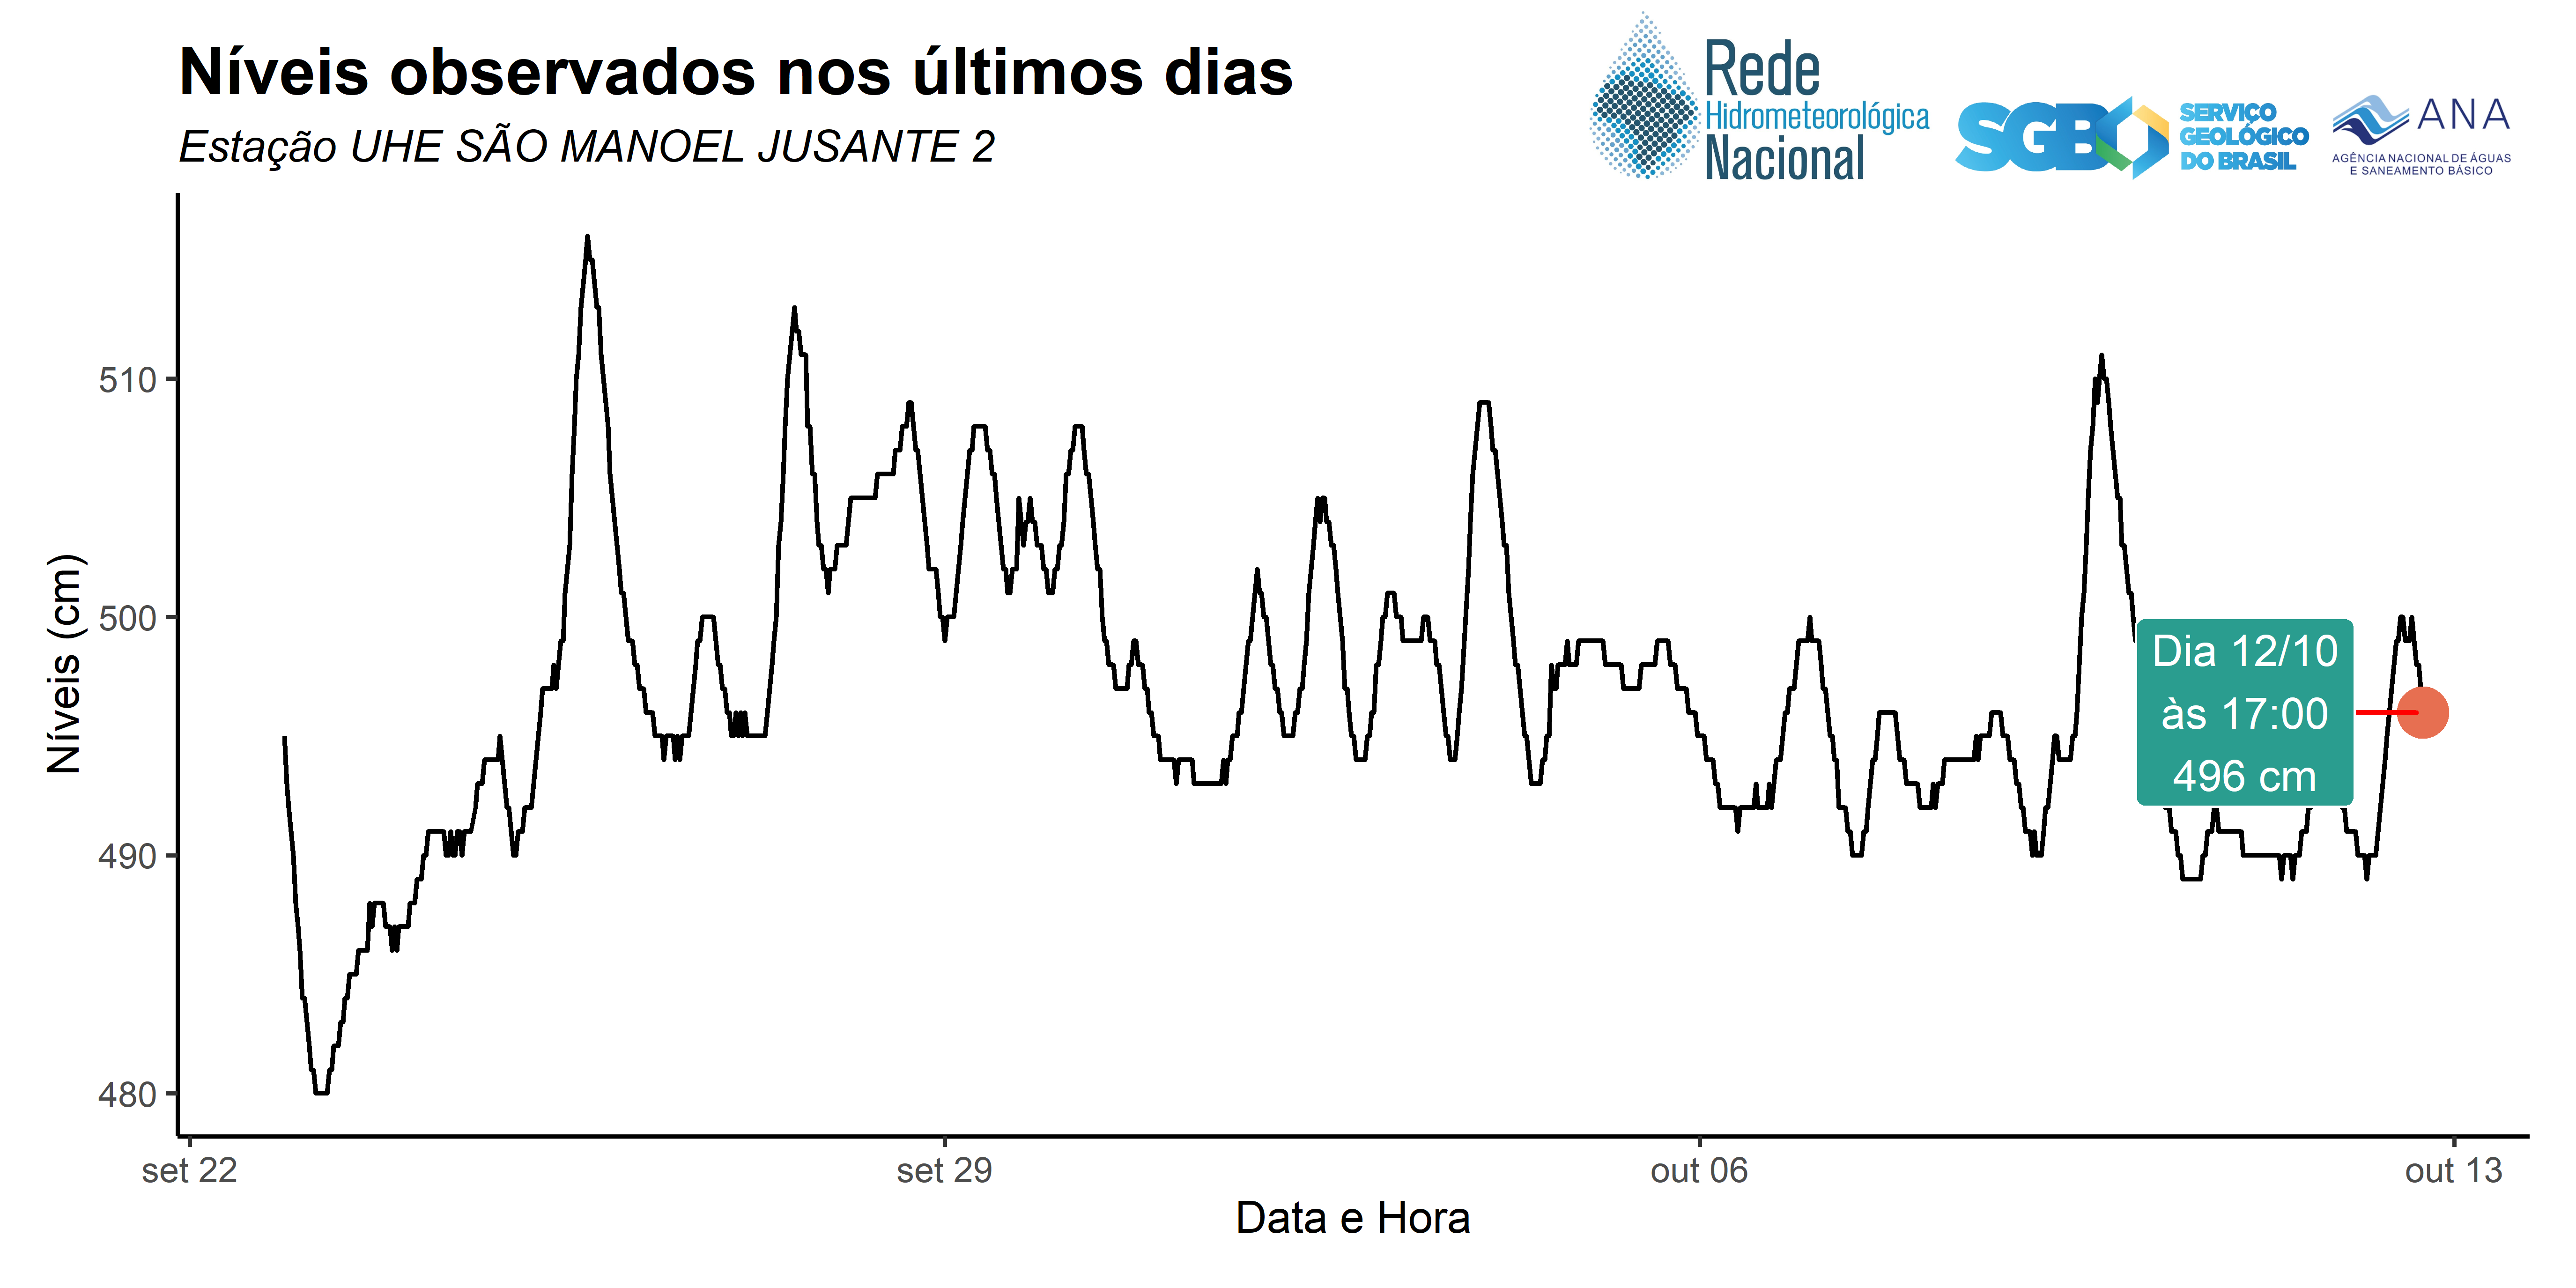 Níveis observados nos últimos dias
Estação UHE SÃO MANOEL JUSANTE 2
Rede
Hidrometeorológica
Nacional
SGB
SERVIÇO
GEOLÓGICO
DO BRASIL
ANA
AGÊNCIA NACIONAL DE ÁGUAS
E SANEAMENTO BÁSICO
Níveis (cm)
510
500
490
480
Dia 12/10
às 17:00
496 cm
set 22
set 29
out 06
out 13
Data e Hora